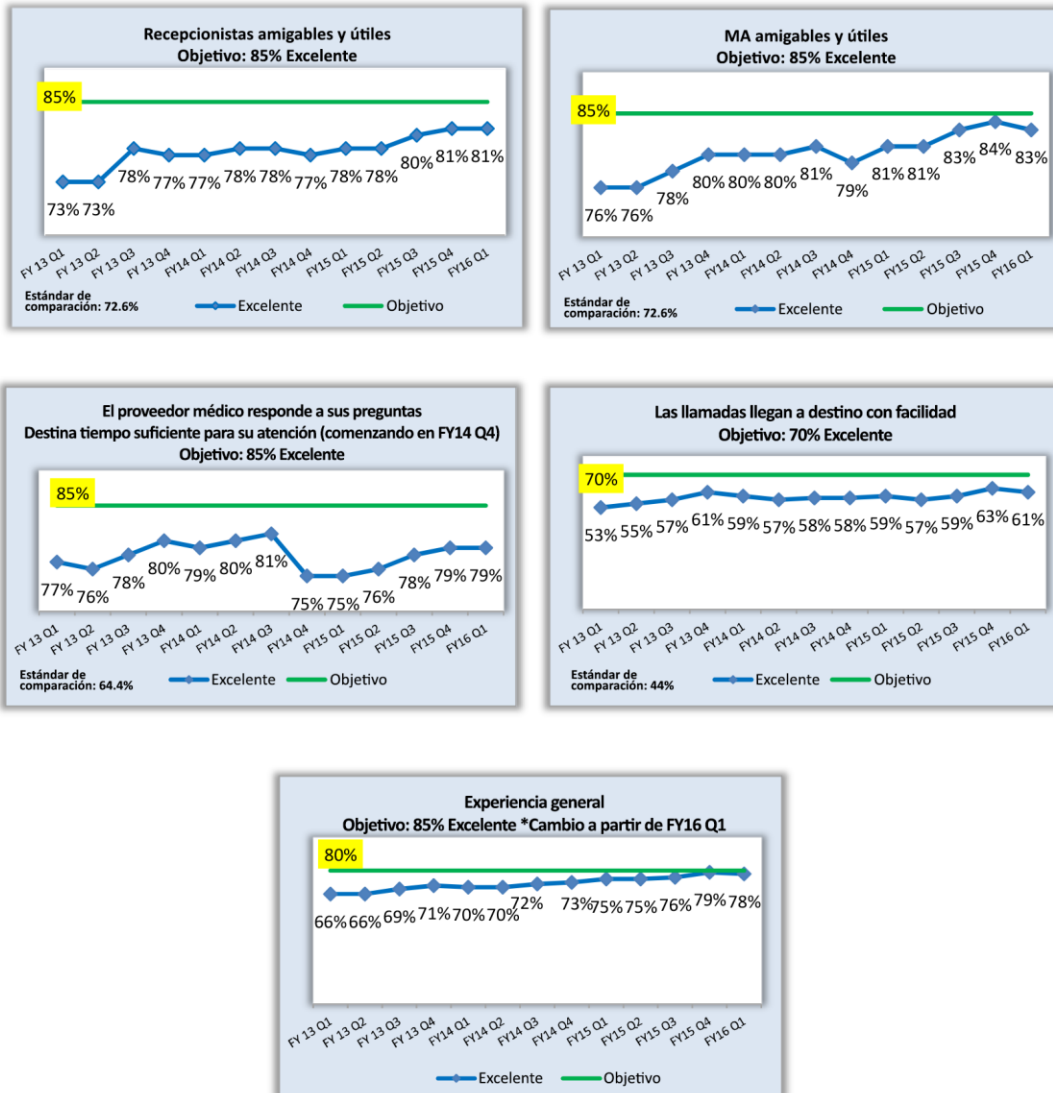 Recepcionistas amigables y útiles
Objetivo: 85% Excelente
85%
73% 73% 78% 77% 77% 78% 78% 77% 78% 78% 80% 81% 81%
FY 13 Q1 FY 13 Q2 FY 13 Q3 FY 13 Q4 FY14 Q1 FY14 Q2 FY14 Q3 FY14 Q4 FY15 Q1 FY15 Q2 FY15 Q3 FY15 Q4 FY16 Q1
Estándar de
comparación: 72.6%
Excelente Objetivo
MA amigables y útiles
Objetivo: 85% Excelente
85%
76% 76% 78% 80% 80% 80% 81% 79% 81% 81% 83% 84% 83%
FY 13 Q1 FY 13 Q2 FY 13 Q3 FY 13 Q4 FY14 Q1 FY14 Q2 FY14 Q3 FY14 Q4 FY15 Q1 FY15 Q2 FY15 Q3 FY15 Q4 FY16 Q1
Estándar de
comparación: 72.6%
Excelente Objetivo
El proveedor médico responde a sus preguntas
Destina tiempo suficiente para su atención (comenzando en FY14 Q4)
Objetivo: 85% Excelente
85%
77% 76% 78% 80% 79% 80% 81% 75% 75% 76% 78% 79% 79%
FY 13 Q1 FY 13 Q2 FY 13 Q3 FY 13 Q4 FY14 Q1 FY14 Q2 FY14 Q3 FY14 Q4 FY15 Q1 FY15 Q2 FY15 Q3 FY15 Q4 FY16 Q1
Estándar de
comparación: 64.4%
Excelente Objetivo
Las llamadas llegan a destino con facilidad
Objetivo: 70% Excelente
70%
53% 55% 57% 61% 59% 57% 58% 58% 59% 57% 59% 63% 61%
FY 13 Q1 FY 13 Q2 FY 13 Q3 FY 13 Q4 FY14 Q1 FY14 Q2 FY14 Q3 FY14 Q4 FY15 Q1 FY15 Q2 FY15 Q3 FY15 Q4 FY16 Q1
Estándar de
comparación: 44%
Excelente Objetivo
Experiencia general
Objetivo: 85% Excelente *Cambio a partir de FY16 Q1
80%
66% 66% 69% 71% 70% 70% 72% 73% 75% 75% 76% 79% 78%
FY 13 Q1 FY 13 Q2 FY 13 Q3 FY 13 Q4 FY14 Q1 FY14 Q2 FY14 Q3 FY14 Q4 FY15 Q1 FY15 Q2 FY15 Q3 FY15 Q4 FY16 Q1
Excelente Objetivo